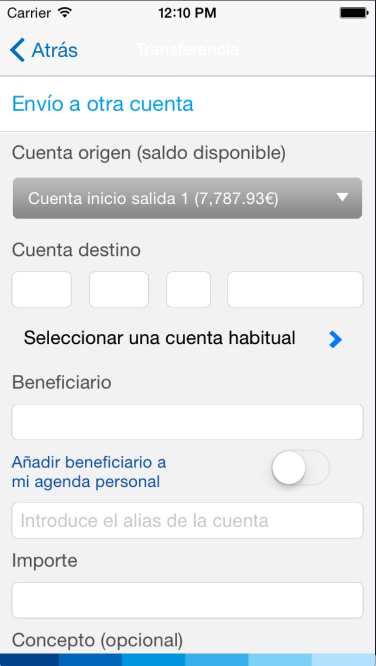 Carrier 12:10 PM
Atrás Transferencia
Envío a otra cuenta
Cuenta origen (saldo disponible)
Cuenta inicio salida 1 (7,787.93€)
Cuenta destino
Seleccionar una cuenta habitual
Beneficiario
Añadir beneficiario a
mi agenda personal
Introduce el alias de la cuenta
Importe
Concepto (opcional)